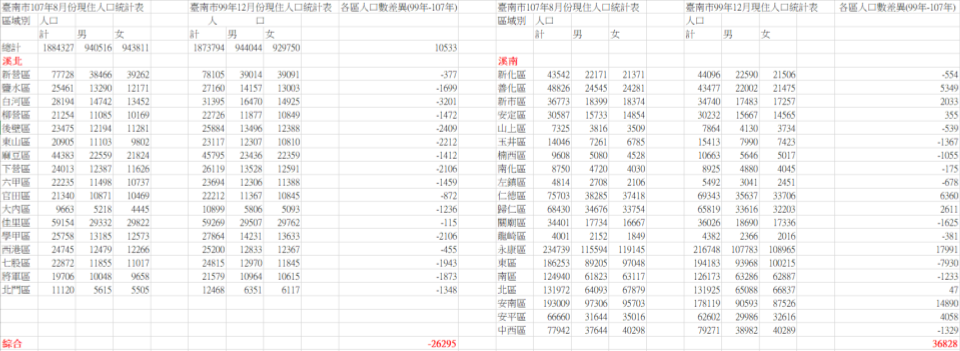 臺南市107年8月份現住人口統計表 臺南市99年12月份現住人口統計表 各區人口數差異(99年-107年)
區域別 人口 人 口
計 男 女 計 男 女
總計 1884327 940516 943811 1873794 944044 929750 10533
溪北
新營區 77728 38466 39262 78105 39014 39091 -377
鹽水區 25461 13290 12171 27160 14157 13003 -1699
白河區 28194 14742 13452 31395 16470 14925 -3201
柳營區 21254 11085 10169 22726 11877 10849 -1472
後壁區 23475 12194 11281 25884 13496 12388 -2409
東山區 20905 11103 9802 23117 12307 10810 -2212
麻豆區 44383 22559 21824 45795 23436 22359 -1412
下營區 24013 12387 11626 26119 13528 12591 -2106
六甲區 22235 11498 10737 23694 12306 11388 -1459
官田區 21340 10871 10469 22212 11367 10845 -872
大內區 9663 5218 4445 10899 5806 5093 -1236
佳里區 59154 29332 29822 59269 29507 29762 -115
學甲區 25758 13185 12573 27864 14231 13633 -2106
西港區 24745 12479 12266 25200 12833 12367 -455
七股區 22872 11855 11017 24815 12970 11845 -1943
將軍區 19706 10048 9658 21579 10964 10615 -1873
北門區 11120 5615 5505 12468 6351 6117 -1348
綜合 -26295
臺南市107年8月份現住人口統計表 臺南市99年12月現住人口統計表 各區人口數差異(99年-107年)
區域別 人口 人口
計 男 女 計 男 女
溪南
新化區 43542 22171 21371 44096 22590 21506 -554
善化區 48826 24545 24281 43477 22002 21475 5349
新市區 36773 18399 18374 34740 17483 17257 2033
安定區 30587 15733 14854 30232 15667 14565 355
山上區 7325 3816 3509 7864 4130 3734 -539
玉井區 14046 7261 6785 15413 7990 7423 -1367
楠西區 9608 5080 4528 10663 5646 5017 -1055
南化區 8750 4720 4030 8925 4880 4045 -175
左鎮區 4814 2708 2106 5492 3041 2451 -678
仁德區 75703 38285 37418 69343 35637 33706 6360
歸仁區 68430 34676 33754 65819 33616 32203 2611
關廟區 34401 17734 16667 36026 18690 17336 -1625
龍崎區 4001 2152 1849 4382 2366 2016 -381
永康區 234739 115594 119145 216748 107783 108965 17991
東區 186253 89205 97048 194183 93968 100215 -7930
南區 124940 61823 63117 126173 63286 62887 -1233
北區 131972 64093 67879 131925 65088 66837 47
安南區 193009 97306 95703 178119 90593 87526 14890
安平區 66660 31644 35016 62602 29986 32616 4058
中西區 77942 37644 40298 79271 38982 40289 -1329
36828